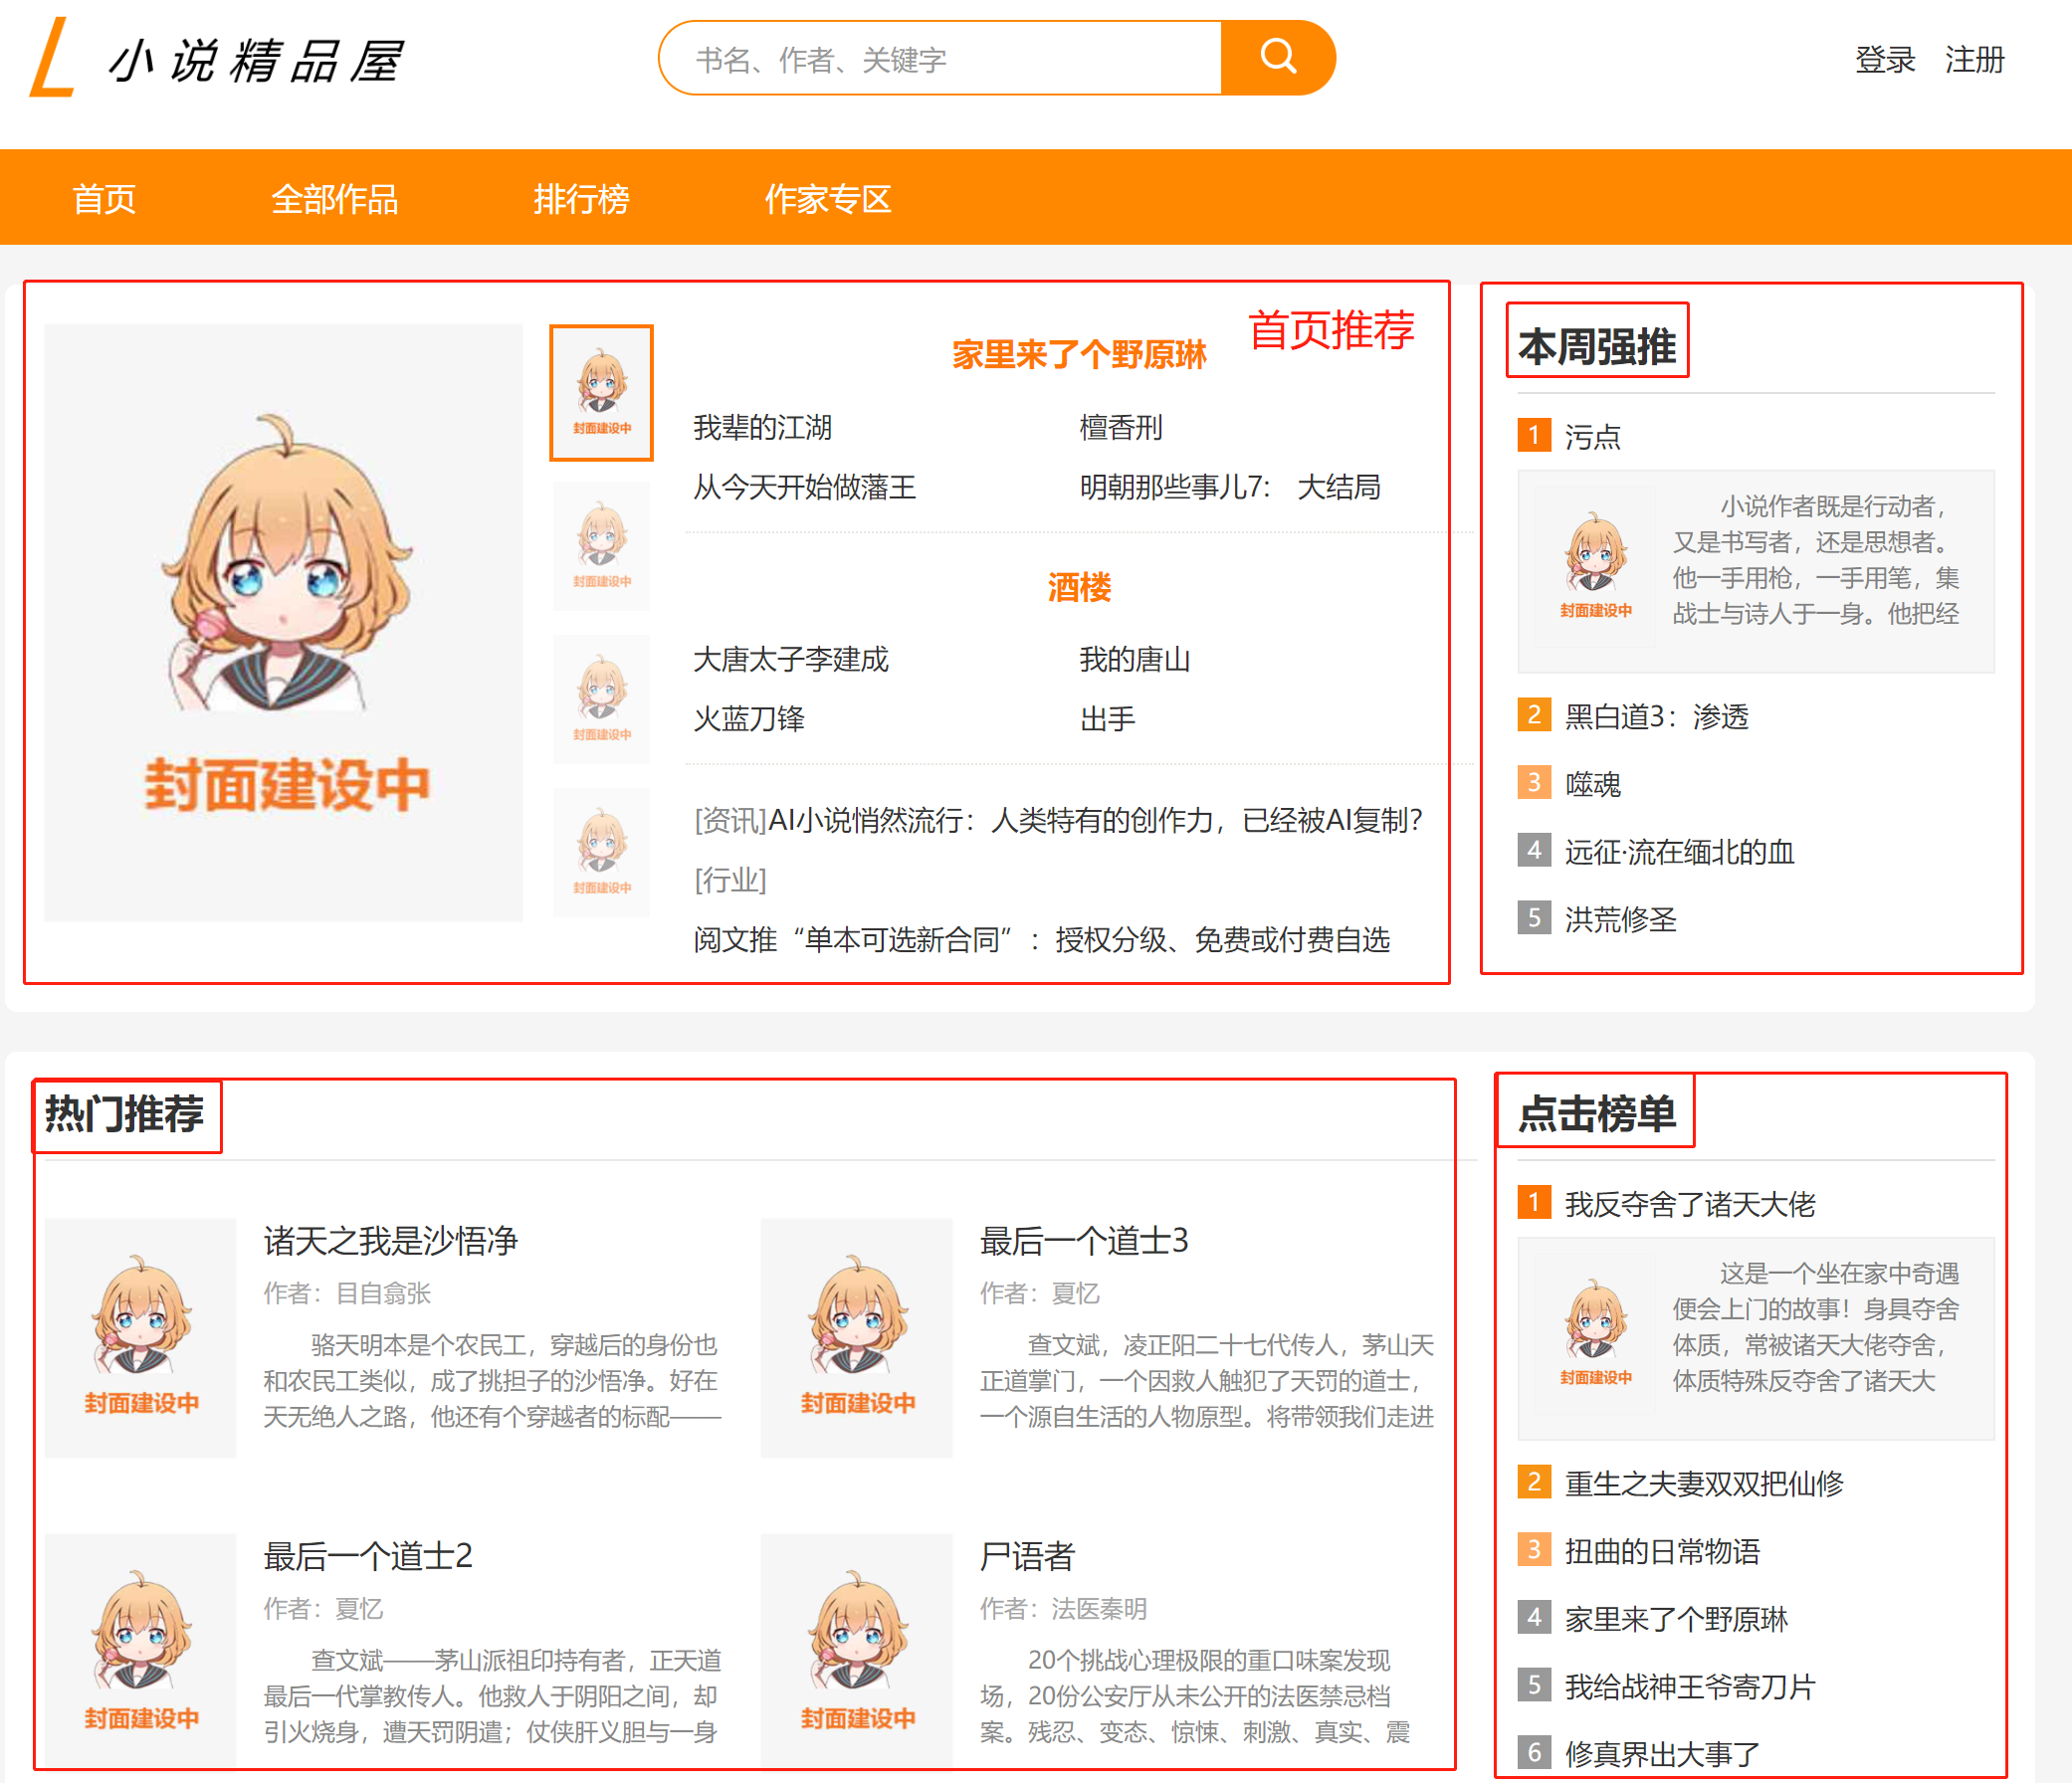 小说精品屋
书名、作者、关键字
登录 注册
首页 全部作品 排行榜 作家专区
封面建设中
封面建设中
封面建设中
封面建设中
封面建设中
首页推荐
家里来了个野原琳
我辈的江湖 檀香刑
从今天开始做藩王 明朝那些事儿7: 大结局
酒楼
大唐太子李建成 我的唐山
火蓝刀锋 出手
[资讯]AI小说悄然流行：人类特有的创作力，已经被AI复制？
[行业]
阅文推“单本可选新合同”：授权分级、免费或付费自选
本周强推
1 污点
封面建设中
小说作者既是行动者，
又是书写者，还是思想者。
他一手用枪，一手用笔，集
战士与诗人于一身。他把经
2 黑白道3：渗透
3 噬魂
4 远征·流在缅北的血
5 洪荒修圣
热门推荐
封面建设中
诸天之我是沙悟净
作者：目自翕张
骆天明本是个农民工，穿越后的身份也
和农民工类似，成了挑担子的沙悟净。好在
天无绝人之路，他还有个穿越者的标配——
封面建设中
最后一个道士3
作者：夏忆
查文斌，凌正阳二十七代传人，茅山天
正道掌门，一个因救人触犯了天罚的道士，
一个源自生活的人物原型。将带领我们走进
封面建设中
最后一个道士2
作者：夏忆
查文斌——茅山派祖印持有者，正天道
最后一代掌教传人。他救人于阴阳之间，却
引火烧身，遭天罚阴遣；仗侠肝义胆与一身
封面建设中
尸语者
作者：法医秦明
20个挑战心理极限的重口味案发现
场，20份公安厅从未公开的法医禁忌档
案。残忍、变态、惊悚、刺激、真实、震
点击榜单
1 我反夺舍了诸天大佬
封面建设中
这是一个坐在家中奇遇
便会上门的故事！身具夺舍
体质，常被诸天大佬夺舍，
体质特殊反夺舍了诸天大
2 重生之夫妻双双把仙修
3 扭曲的日常物语
4 家里来了个野原琳
5 我给战神王爷寄刀片
6 修真界出大事了